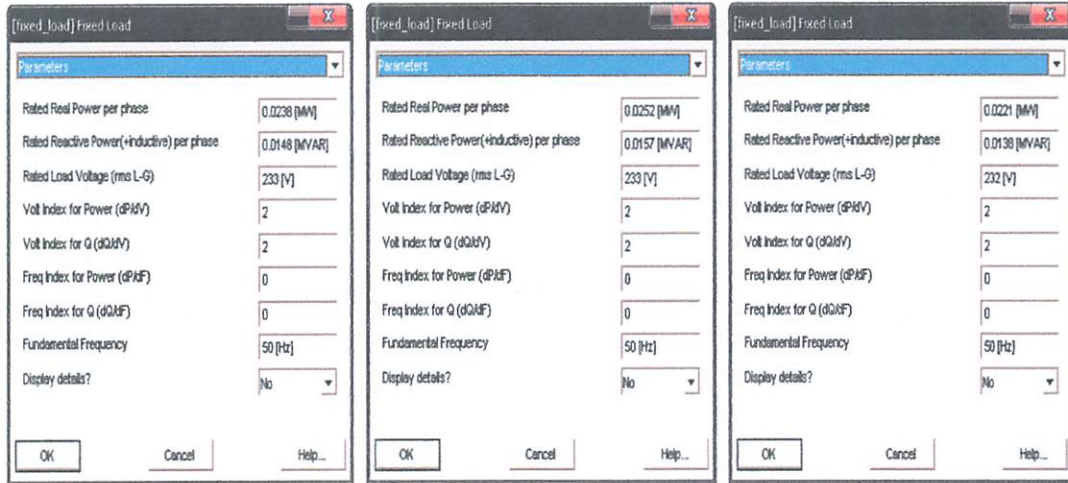 [fixed_load] Fixed Load
Parameters
Rated Real Power per phase 0.0238 [MW]
Rated Reactive Power(+inductive) per phase 0.0148 [MVAR]
Rated Load Voltage (rms L-G) 233 [V]
Volt Index for Power (dP/dV) 2
Volt Index for Q (dQ/dV) 2
Freq Index for Power (dP/dF) 0
Freq Index for Q (dQ/dF) 0
Fundamental Frequency 50 [Hz]
Display details? No
OK Cancel Help...
[fixed_load] Fixed Load
Parameters
Rated Real Power per phase 0.0252 [MW]
Rated Reactive Power(+inductive) per phase 0.0157 [MVAR]
Rated Load Voltage (rms L-G) 233 [V]
Volt Index for Power (dP/dV) 2
Volt Index for Q (dQ/dV) 2
Freq Index for Power (dP/dF) 0
Freq Index for Q (dQ/dF) 0
Fundamental Frequency 50 [Hz]
Display details? No
OK Cancel Help...
[fixed_load] Fixed Load
Parameters
Rated Real Power per phase 0.0221 [MW]
Rated Reactive Power(+inductive) per phase 0.0138 [MVAR]
Rated Load Voltage (rms L-G) 232 [V]
Volt Index for Power (dP/dV) 2
Volt Index for Q (dQ/dV) 2
Freq Index for Power (dP/dF) 0
Freq Index for Q (dQ/dF) 0
Fundamental Frequency 50 [Hz]
Display details? No
OK Cancel Help...